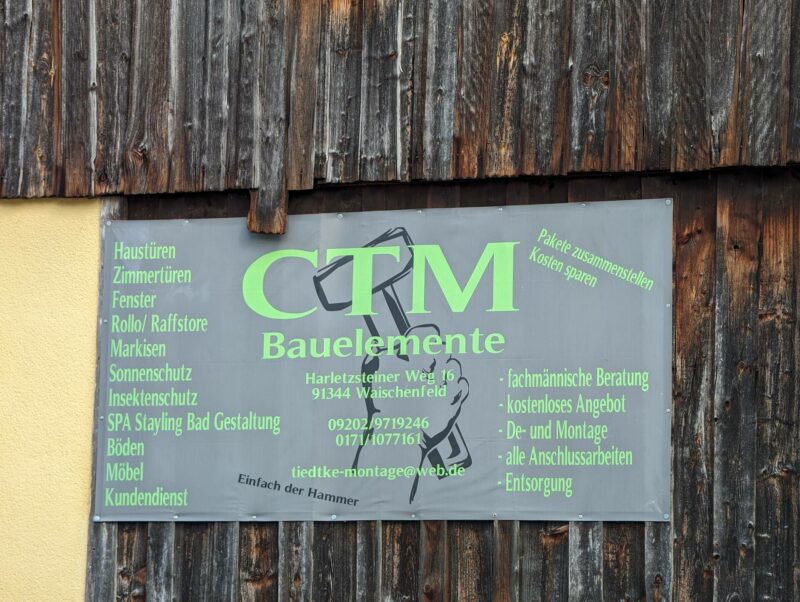 Haustüren
Zimmertüren
Fenster
Rollo/ Raffstore
Markisen
Sonnenschutz
Insektenschutz
SPA Stayling Bad Gestaltung
Böden
Möbel
Kundendienst
CTM
Bauelemente
Harletzsteiner Weg 16
91344 Waischenfeld
09202/9719246
0171/1077161
tiedtke-montage@web.de
Einfach der Hammer
Pakete zusammenstellen
Kosten sparen
- fachmännische Beratung
- kostenloses Angebot
- De- und Montage
- alle Anschlussarbeiten
- Entsorgung